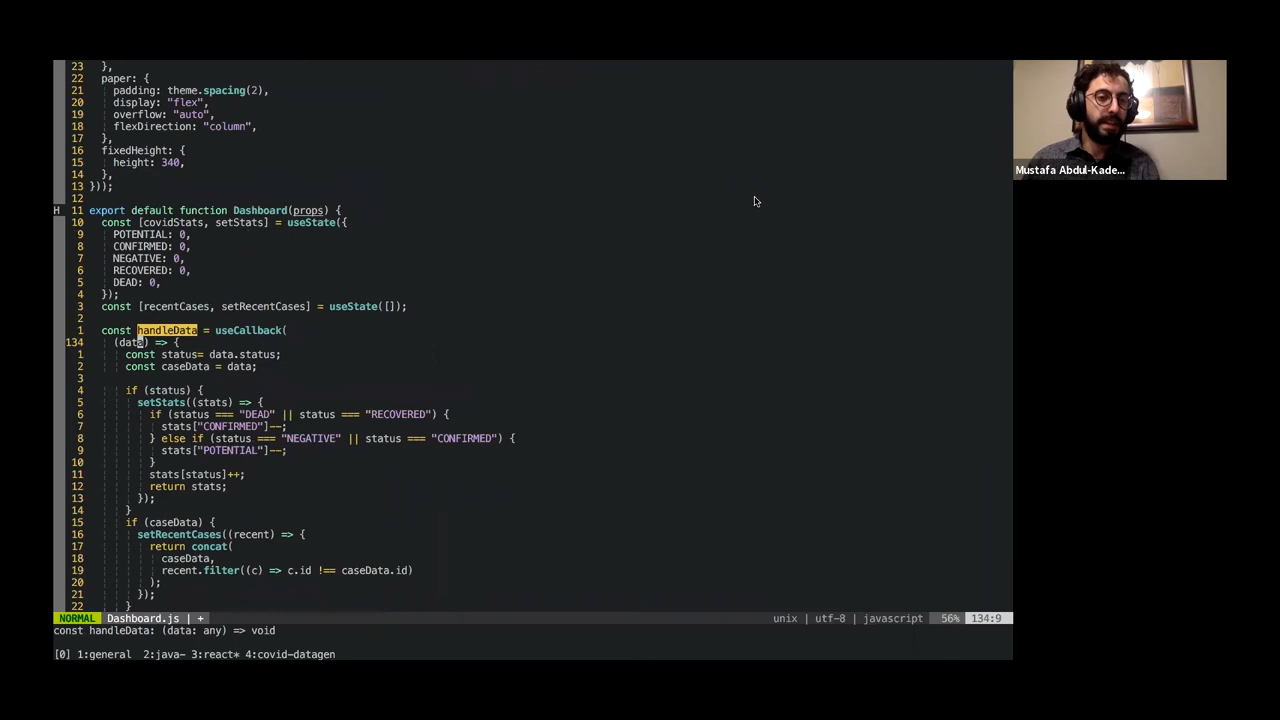 23 },
22 paper: {
21 padding: theme.spacing(2),
20 display: "flex",
19 overflow: "auto",
18 flexDirection: "column",
17 },
16 fixedHeight: {
15 height: 340,
14 },
13 }));
12
H 11 export default function Dashboard(props) {
10 const [covidStats, setStats] = useState({
9 POTENTIAL: 0,
8 CONFIRMED: 0,
7 NEGATIVE: 0,
6 RECOVERED: 0,
5 DEAD: 0,
4 });
3 const [recentCases, setRecentCases] = useState([]);
2
1 const handleData = useCallback(
134 (data) => {
1 const status= data.status;
2 const caseData = data;
3
4 if (status) {
5 setStats((stats) => {
6 if (status === "DEAD" || status === "RECOVERED") {
7 stats["CONFIRMED"]--;
8 } else if (status === "NEGATIVE" || status === "CONFIRMED") {
9 stats["POTENTIAL"]--;
10 }
11 stats[status]++;
12 return stats;
13 });
14 }
15 if (caseData) {
16 setRecentCases((recent) => {
17 return concat(
18 caseData,
19 recent.filter((c) => c.id !== caseData.id)
20 );
21 });
22 }
NORMAL Dashboard.js | + unix | utf-8 | javascript 56% 134:9
const handleData: (data: any) => void
[0] 1:general 2:java- 3:react* 4:covid-datagen
Mustafa Abdul-Kade...